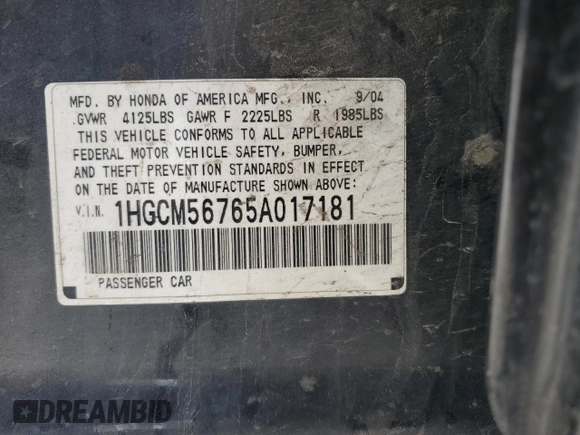 MFD. BY HONDA OF AMERICA MFG., INC. 9/04
GVWR 4125LBS GAWR F 2225LBS R 1985LBS
THIS VEHICLE CONFORMS TO ALL APPLICABLE
FEDERAL MOTOR VEHICLE SAFETY, BUMPER,
AND THEFT PREVENTION STANDARDS IN EFFECT
ON THE DATE OF MANUFACTURE SHOWN ABOVE:
V.I.N. 1HGCM56765A017181
PASSENGER CAR
DREAMBID